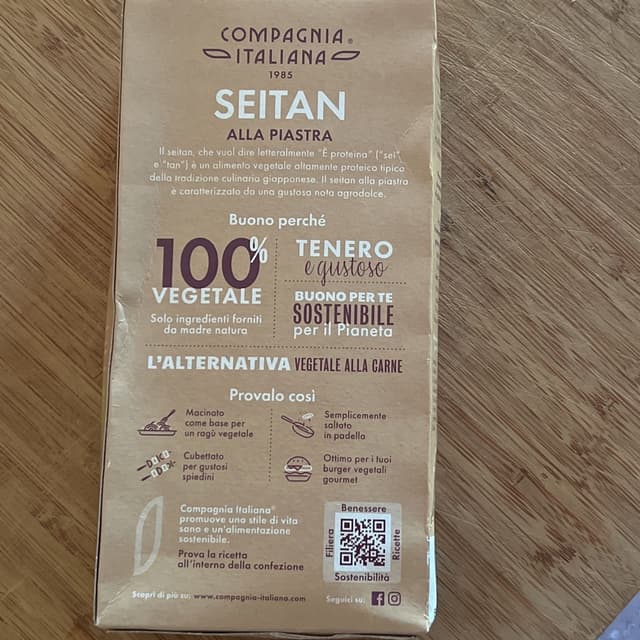 COMPAGNIA®
ITALIANA
1985
SEITAN
ALLA PIASTRA
Il seitan, che vuol dire letteralmente "È proteina" ("sei"
e "tan") è un alimento vegetale altamente proteico tipico
della tradizione culinaria giapponese. Il seitan alla piastra
è caratterizzato da una gustosa nota agrodolce.
Buono perché
100%
VEGETALE
Solo ingredienti forniti
da madre natura
TENERO
e gustoso
BUONO PER TE
SOSTENIBILE
per il Pianeta
L'ALTERNATIVA VEGETALE ALLA CARNE
Provalo così
Macinato
come base per
un ragù vegetale
Semplicemente
saltato
in padella
Cubettato
per gustosi
spiedini
Ottimo per i tuoi
burger vegetali
gourmet
Compagnia Italiana®
promuove uno stile di vita
sano e un'alimentazione
sostenibile.
Prova la ricetta
all'interno della confezione
Benessere
Filiera
Ricette
Sostenibilità
Scopri di più su: www.compagnia-italiana.com
Seguici su: